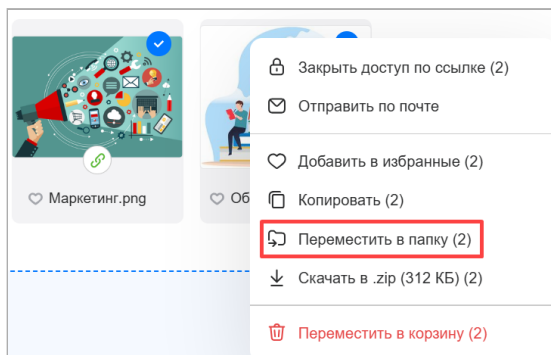 Закрыть доступ по ссылке (2)
Отправить по почте
Добавить в избранные (2)
Маркетинг.png
Об
Копировать (2)
Переместить в папку (2)
Скачать в .zip (312 КБ) (2)
Переместить в корзину (2)